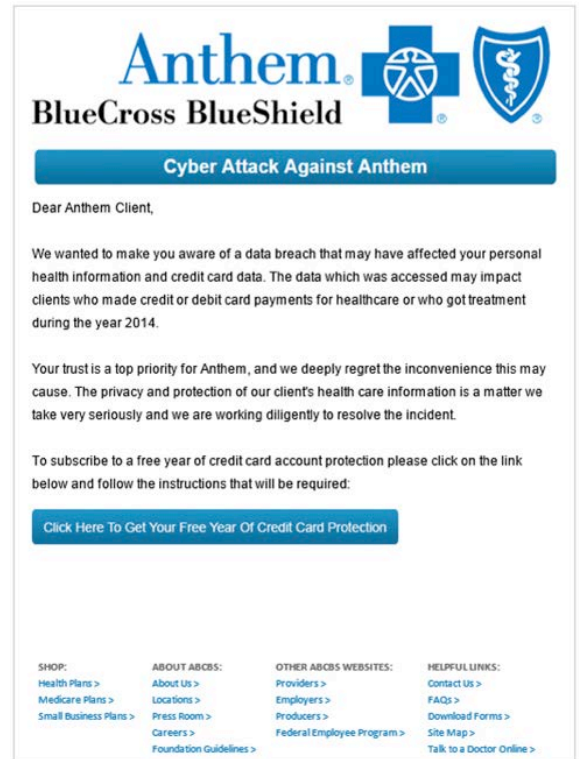 Anthem®
BlueCross BlueShield
® ®
Cyber Attack Against Anthem
Dear Anthem Client,
We wanted to make you aware of a data breach that may have affected your personal
health information and credit card data. The data which was accessed may impact
clients who made credit or debit card payments for healthcare or who got treatment
during the year 2014.
Your trust is a top priority for Anthem, and we deeply regret the inconvenience this may
cause. The privacy and protection of our client's health care information is a matter we
take very seriously and we are working diligently to resolve the incident.
To subscribe to a free year of credit card account protection please click on the link
below and follow the instructions that will be required:
Click Here To Get Your Free Year Of Credit Card Protection
SHOP:
Health Plans >
Medicare Plans >
Small Business Plans >
ABOUT ABCBS:
About Us >
Locations >
Press Room >
Careers >
Foundation Guidelines >
OTHER ABCBS WEBSITES:
Providers >
Employers >
Producers >
Federal Employee Program >
HELPFUL LINKS:
Contact Us >
FAQs >
Download Forms >
Site Map >
Talk to a Doctor Online >